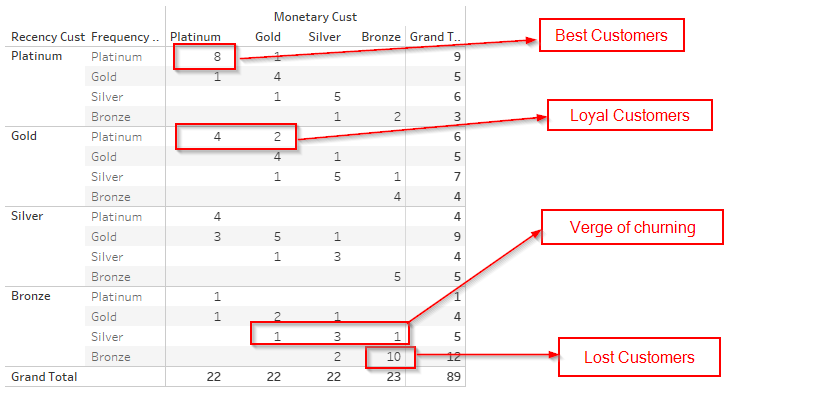 Monetary Cust
Recency Cust Frequency .. Platinum Gold Silver Bronze Grand T..
Platinum Platinum 8 1 9
Gold 1 4 5
Silver 1 5 6
Bronze 1 2 3
Gold Platinum 4 2 6
Gold 4 1 5
Silver 1 5 1 7
Bronze 4 4
Silver Platinum 4 4
Gold 3 5 1 9
Silver 1 3 4
Bronze 5 5
Bronze Platinum 1 1
Gold 1 2 1 4
Silver 1 3 1 5
Bronze 2 10 12
Grand Total 22 22 22 23 89
Best Customers
Loyal Customers
Verge of churning
Lost Customers